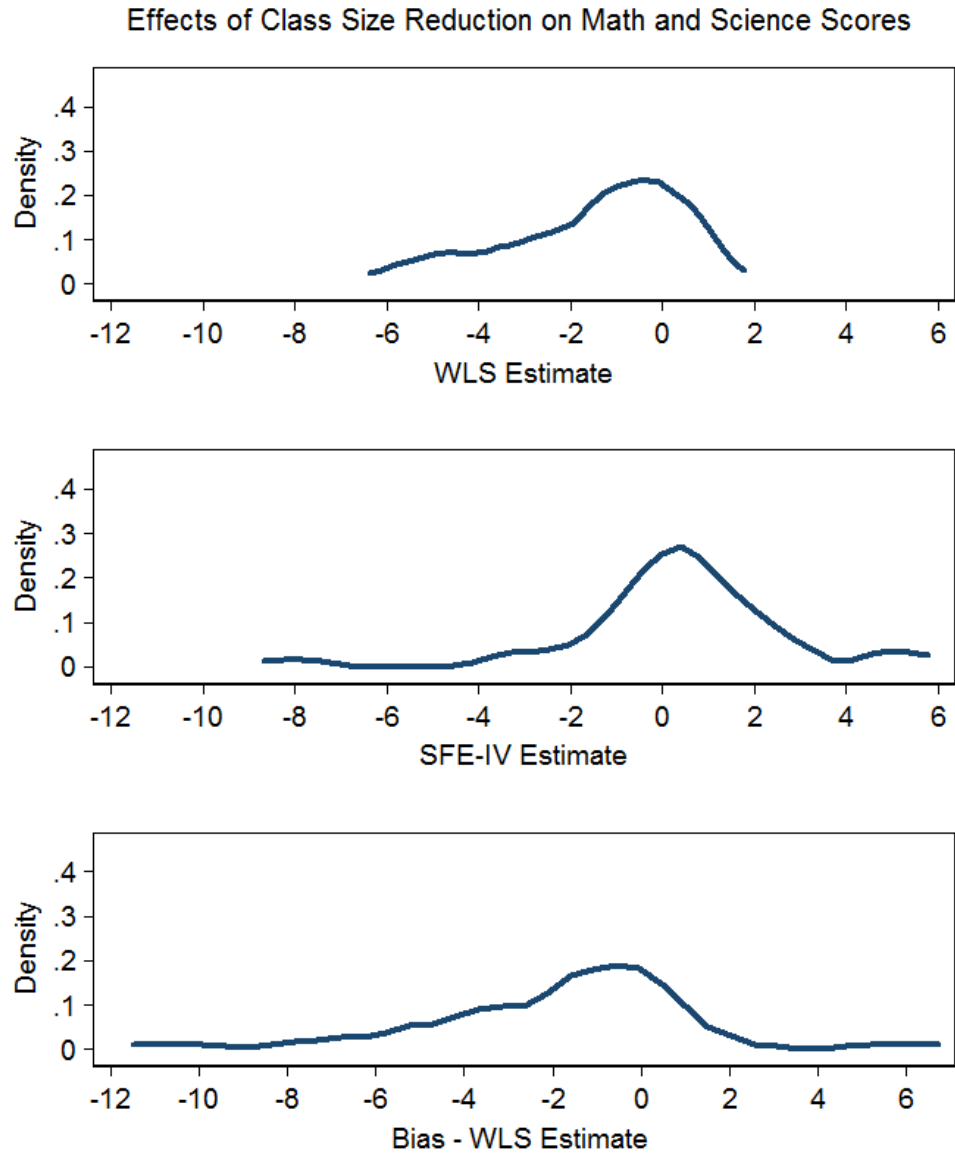 Effects of Class Size Reduction on Math and Science Scores
Density
.4
.3
.2
.1
0
-12 -10 -8 -6 -4 -2 0 2 4 6
WLS Estimate
Density
.4
.3
.2
.1
0
-12 -10 -8 -6 -4 -2 0 2 4 6
SFE-IV Estimate
Density
.4
.3
.2
.1
0
-12 -10 -8 -6 -4 -2 0 2 4 6
Bias - WLS Estimate